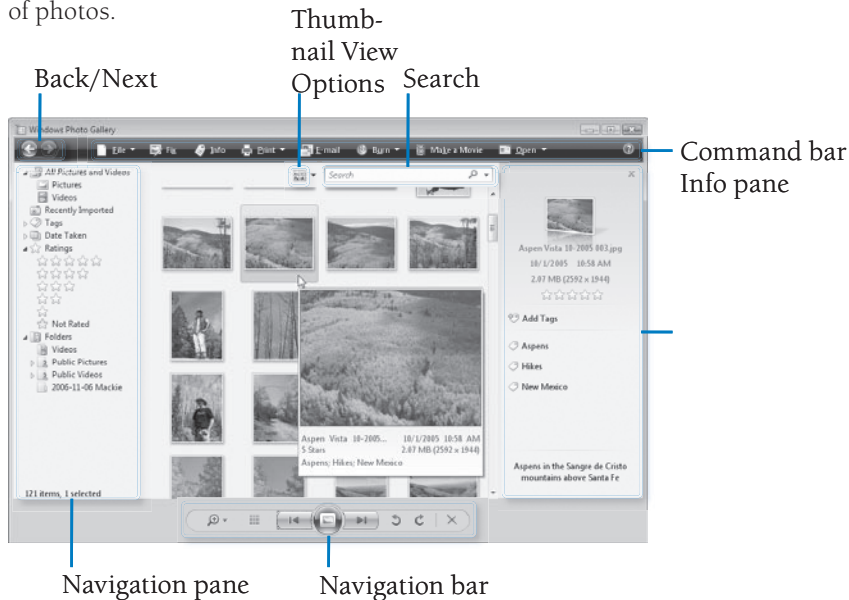 of photos.
Thumb-
nail View
Options
Back/Next
Search
Windows Photo Gallery
File Fix Info Print E-mail Burn Make a Movie Open
Command bar
Info pane
All Pictures and Videos
Pictures
Videos
Recently Imported
Tags
Date Taken
Ratings
Not Rated
Folders
Videos
Public Pictures
Public Videos
2006-11-06 Mackie
121 items, 1 selected
Search
Aspen Vista 10-2005... 10/1/2005 10:58 AM
5 Stars 2.07 MB (2592 x 1944)
Aspens; Hikes; New Mexico
Aspen Vista 10-2005 003.jpg
10/1/2005 10:58 AM
2.07 MB (2592 x 1944)
Add Tags
Aspens
Hikes
New Mexico
Aspens in the Sangre de Cristo
mountains above Santa Fe
Navigation pane
Navigation bar